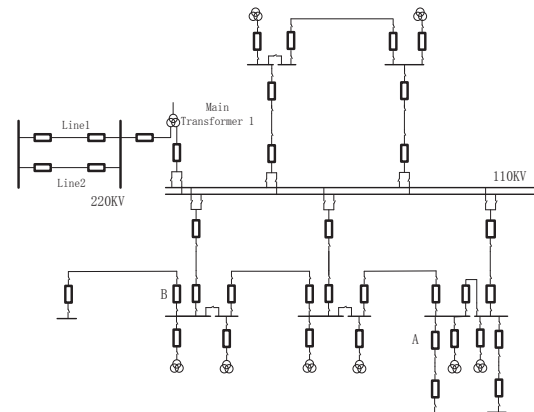 Main
Transformer 1
Line1
Line2
220KV
110KV
B
A